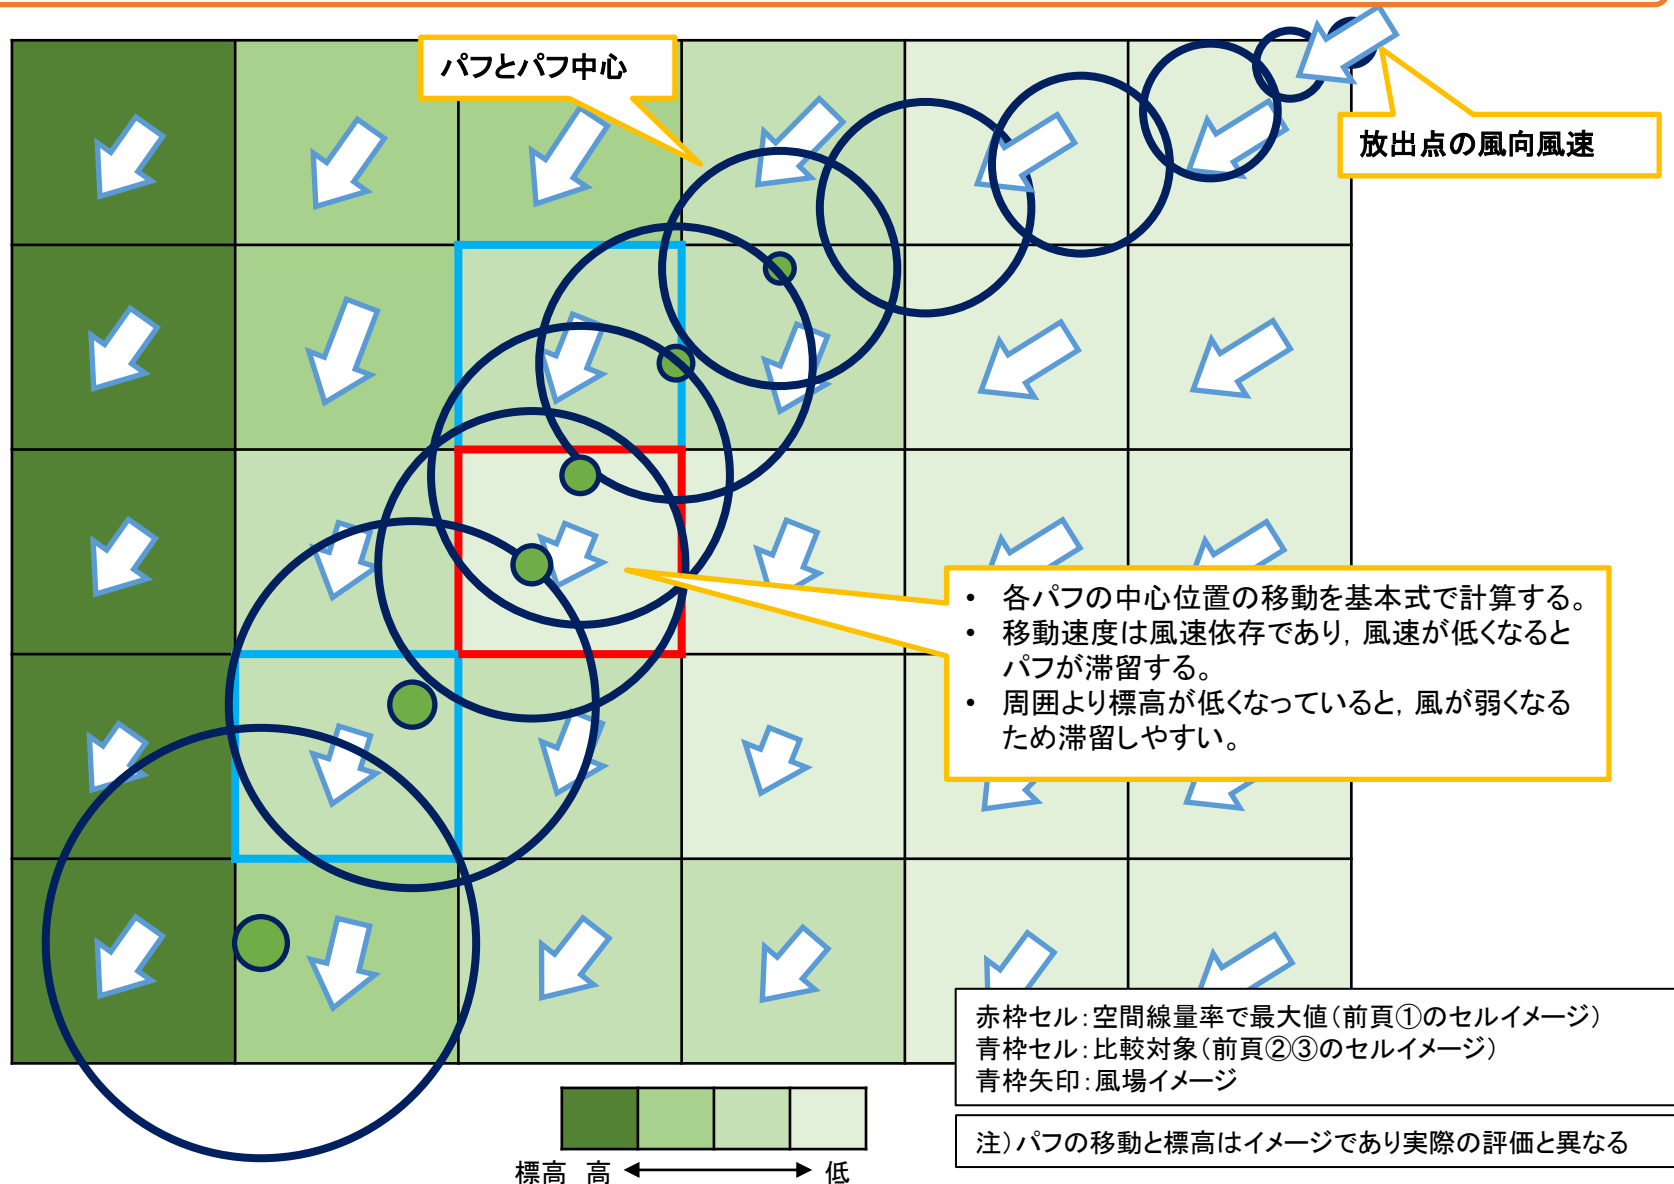 パフとパフ中心
放出点の風向風速
• 各パフの中心位置の移動を基本式で計算する。
• 移動速度は風速依存であり，風速が低くなると
パフが滞留する。
• 周囲より標高が低くなっていると，風が弱くなる
ため滞留しやすい。
赤枠セル：空間線量率で最大値（前頁①のセルイメージ）
青枠セル：比較対象（前頁②③のセルイメージ）
青枠矢印：風場イメージ
注）パフの移動と標高はイメージであり実際の評価と異なる
標高 高 低